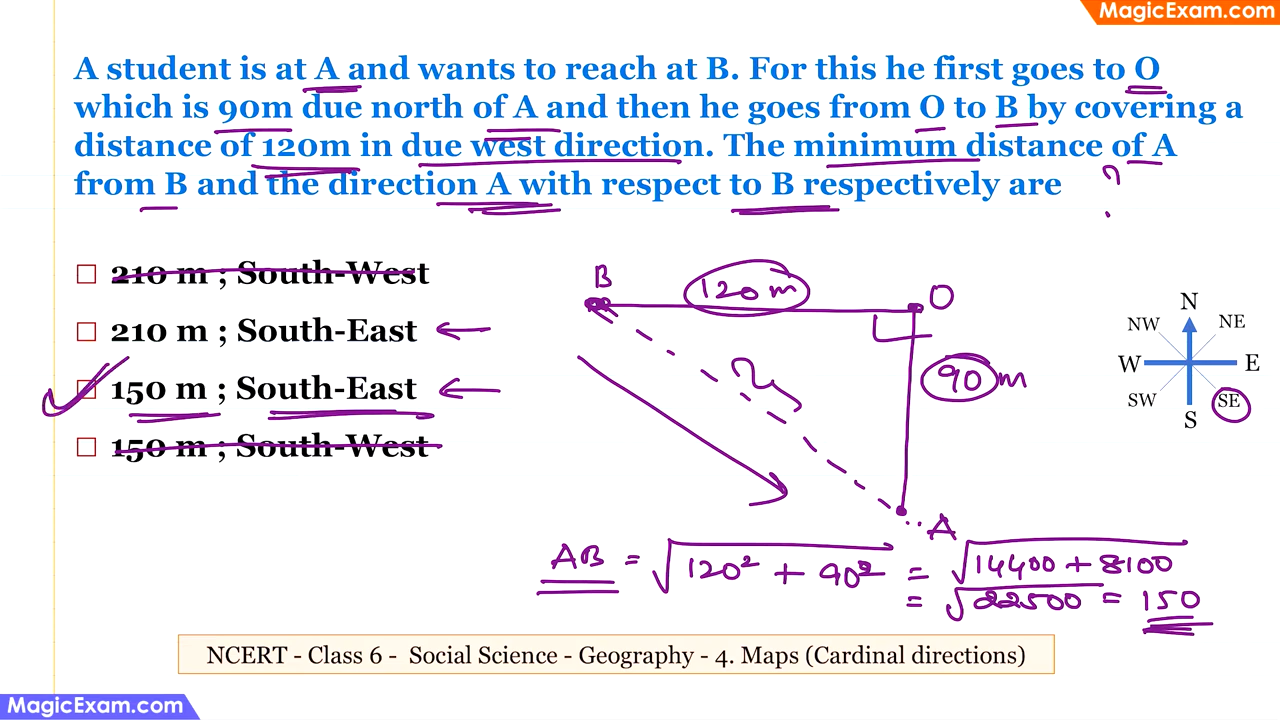 MagicExam.com
A student is at A and wants to reach at B. For this he first goes to O
which is 90m due north of A and then he goes from O to B by covering a
distance of 120m in due west direction. The minimum distance of A
from B and the direction A with respect to B respectively are ?
☐ 210 m ; South-West
☐ 210 m ; South-East
☐ 150 m ; South-East
☐ 150 m ; South-West
B
120 m
O
90 m
A
N
NW
NE
W
E
SW
SE
S
AB = √120² + 90² = √14400 + 8100
= √22500 = 150
NCERT - Class 6 - Social Science - Geography - 4. Maps (Cardinal directions)
MagicExam.com